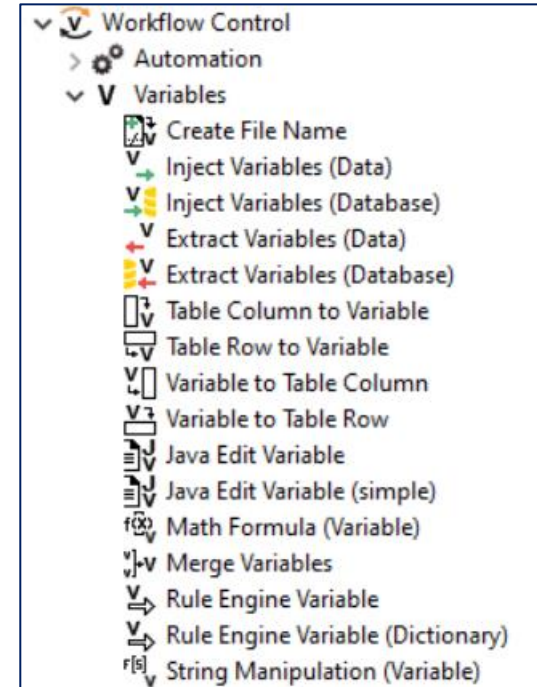 Workflow Control
Automation
V Variables
Create File Name
Inject Variables (Data)
Inject Variables (Database)
Extract Variables (Data)
Extract Variables (Database)
Table Column to Variable
Table Row to Variable
Variable to Table Column
Variable to Table Row
Java Edit Variable
Java Edit Variable (simple)
Math Formula (Variable)
Merge Variables
Rule Engine Variable
Rule Engine Variable (Dictionary)
String Manipulation (Variable)